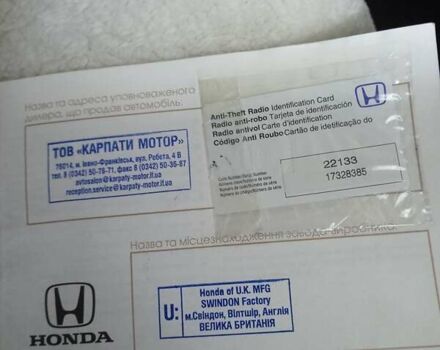 Назва та адреса уповноваженого
дилера, що продав автомобіль.
ТОВ «КАРПАТИ МОТОР»
76014, м. Івано-Франківськ, вул. Робота, 4 В
тел. 8 (0342) 50-76-71, факс 8 (0342) 50-35-67
avtosalon@karpaty-motor.if.ua
reception.service@karpaty-motor.if.ua
Anti-Theft Radio Identification Card
Radio anti-robo Tarjeta de identificación
Radio antivol Carte d'identification
Código Anti Roubo Cartão de identificação do
22133
17328385
Назва та місцезнаходження заводу-виробника.
HONDA
U:
Honda of U.K. MFG
SWINDON Factory
м.Свіндон, Вілтшір, Англія
ВЕЛИКА БРИТАНІЯ